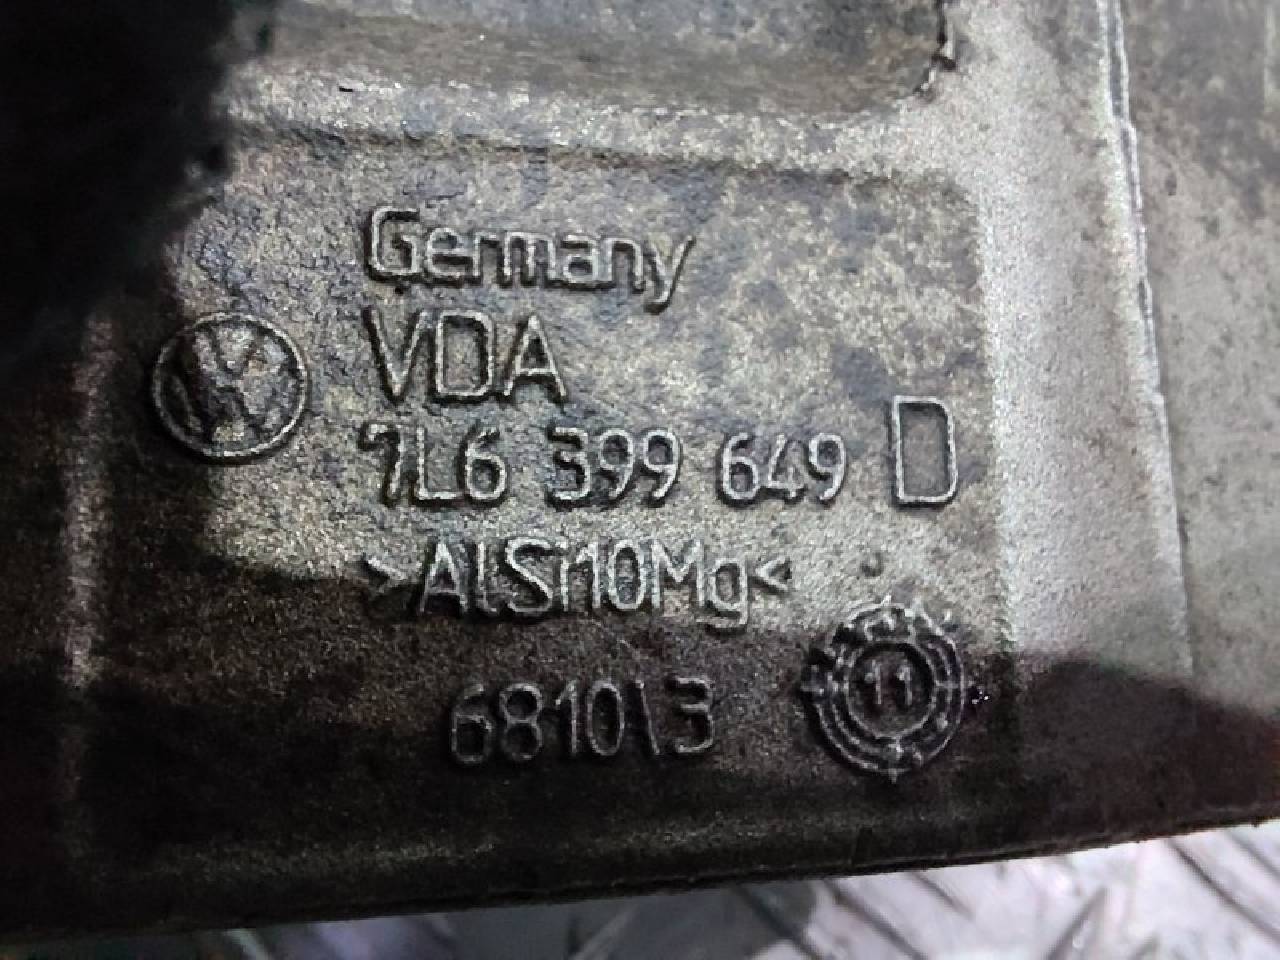 Germany
VDA
7L6 399 649 D
>AlSi10Mg<
6810\3
11